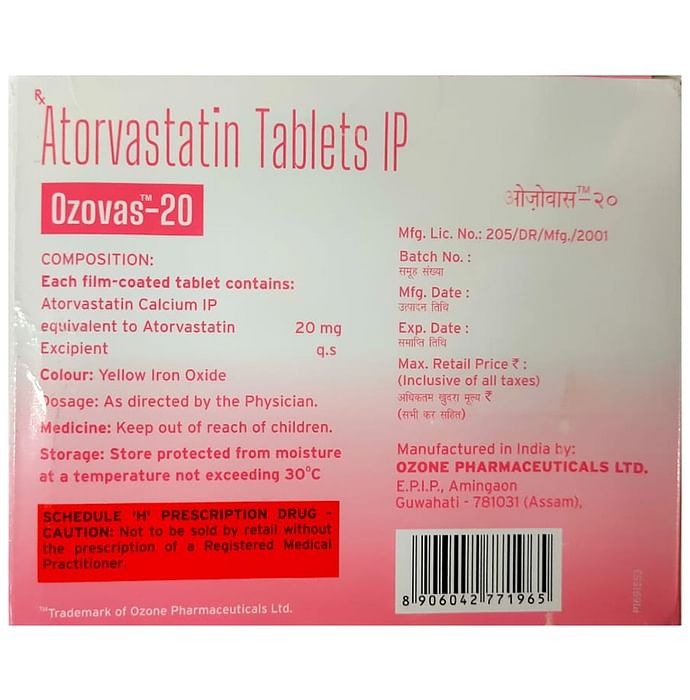 Rx
Atorvastatin Tablets IP
Ozovas™-20
ओज़ोवास™-२०
COMPOSITION:
Each film-coated tablet contains:
Atorvastatin Calcium IP
equivalent to Atorvastatin 20 mg
Excipient q.s
Colour: Yellow Iron Oxide
Dosage: As directed by the Physician.
Medicine: Keep out of reach of children.
Storage: Store protected from moisture
at a temperature not exceeding 30°C
SCHEDULE 'H' PRESCRIPTION DRUG -
CAUTION: Not to be sold by retail without
the prescription of a Registered Medical
Practitioner.
™Trademark of Ozone Pharmaceuticals Ltd.
Mfg. Lic. No.: 205/DR/Mfg./2001
Batch No. :
समूह संख्या
Mfg. Date :
उत्पादन तिथि
Exp. Date :
समाप्ति तिथि
Max. Retail Price ₹ :
(Inclusive of all taxes)
अधिकतम खुदरा मूल्य ₹
(सभी कर सहित)
Manufactured in India by:
OZONE PHARMACEUTICALS LTD.
E.P.I.P., Amingaon
Guwahati - 781031 (Assam),
8 906042 771965